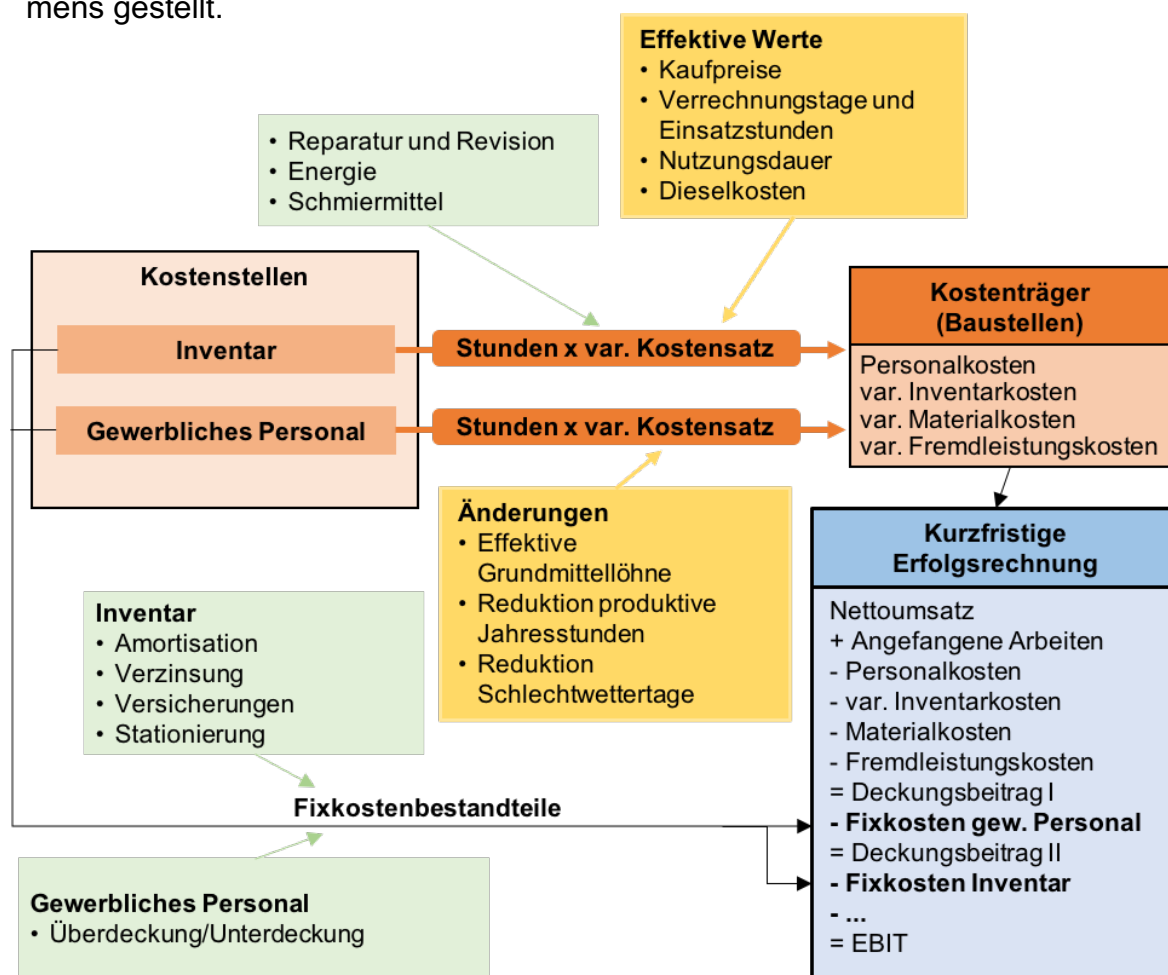 mens gestellt.
Effektive Werte
• Kaufpreise
• Verrechnungstage und
Einsatzstunden
• Nutzungsdauer
• Dieselkosten
• Reparatur und Revision
• Energie
• Schmiermittel
Kostenstellen
Inventar
Gewerbliches Personal
Stunden x var. Kostensatz
Stunden x var. Kostensatz
Kostenträger
(Baustellen)
Personalkosten
var. Inventarkosten
var. Materialkosten
var. Fremdleistungskosten
Änderungen
• Effektive
Grundmittellöhne
• Reduktion produktive
Jahresstunden
• Reduktion
Schlechtwettertage
Inventar
• Amortisation
• Verzinsung
• Versicherungen
• Stationierung
Fixkostenbestandteile
Gewerbliches Personal
• Überdeckung/Unterdeckung
Kurzfristige
Erfolgsrechnung
Nettoumsatz
+ Angefangene Arbeiten
- Personalkosten
- var. Inventarkosten
- Materialkosten
- Fremdleistungskosten
= Deckungsbeitrag I
- Fixkosten gew. Personal
= Deckungsbeitrag II
- Fixkosten Inventar
- ...
= EBIT